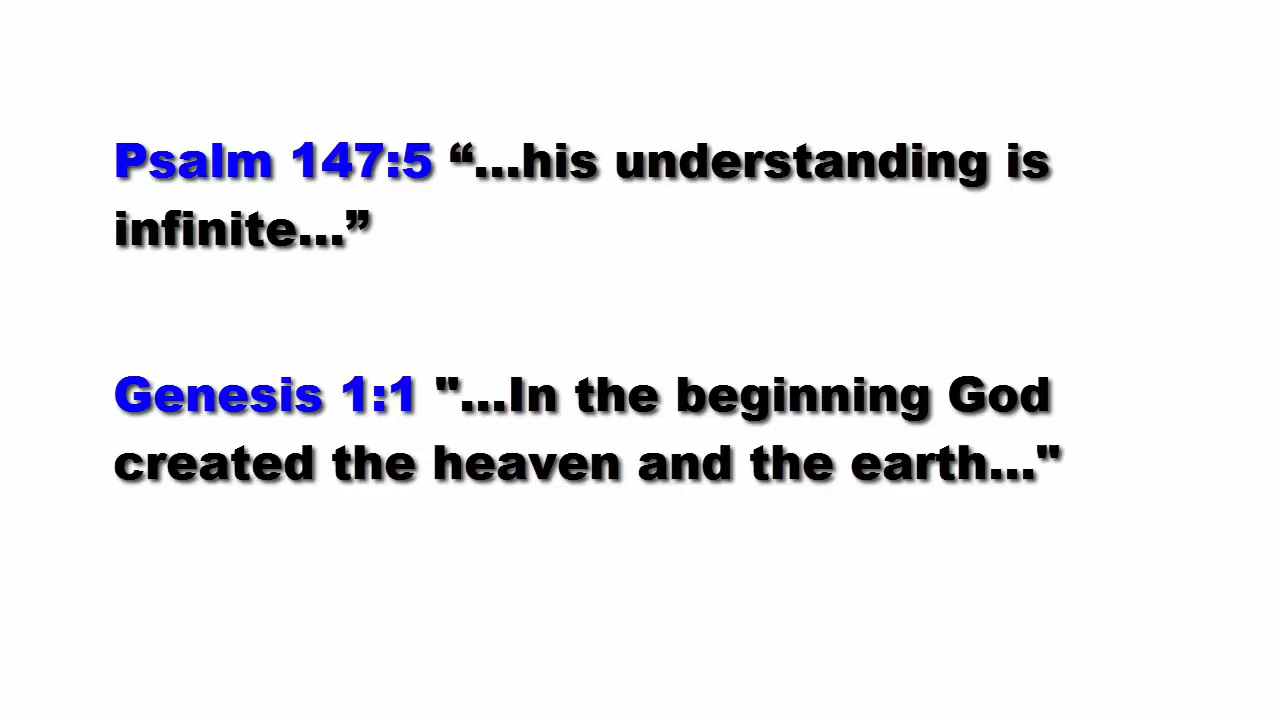 Psalm 147:5 “...his understanding is
infinite...”
Genesis 1:1 "...In the beginning God
created the heaven and the earth..."